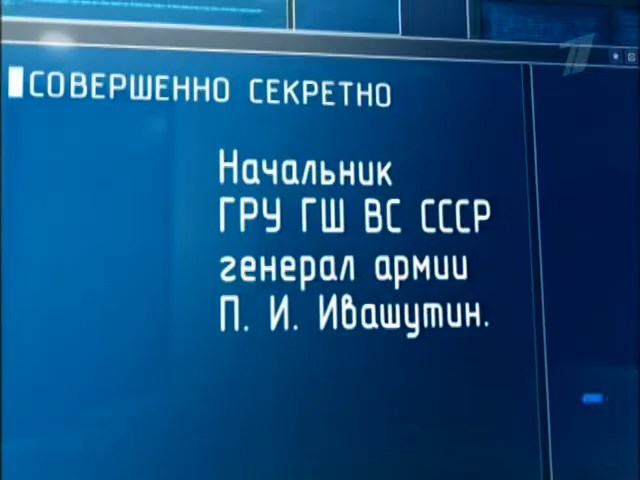 СОВЕРШЕННО СЕКРЕТНО
Начальник
ГРУ ГШ ВС СССР
генерал армии
П. И. Ивашутин.